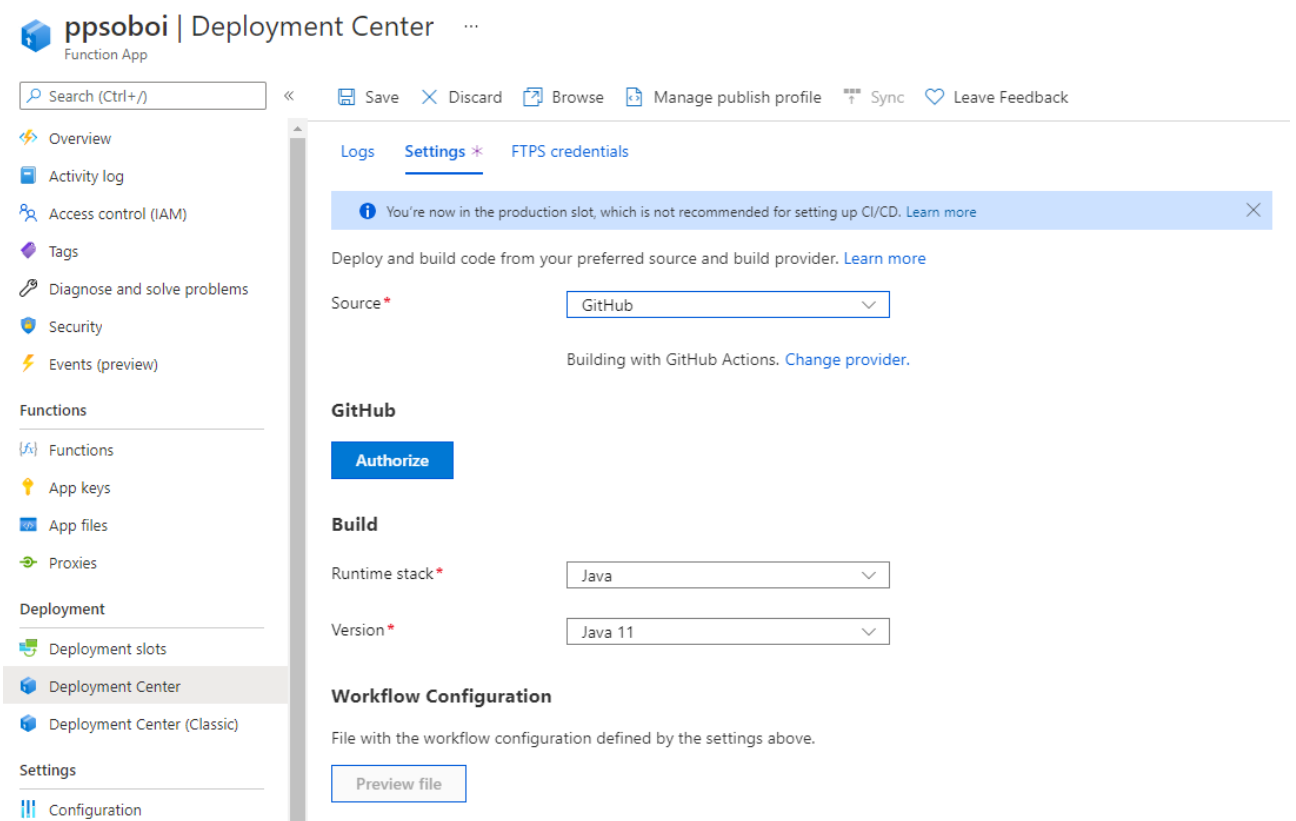 ppsoboi | Deployment Center ...
Function App
Search (Ctrl+/)
«
Save
Discard
Browse
Manage publish profile
Sync
Leave Feedback
Overview
Activity log
Access control (IAM)
Tags
Diagnose and solve problems
Security
Events (preview)
Functions
Functions
App keys
App files
Proxies
Deployment
Deployment slots
Deployment Center
Deployment Center (Classic)
Settings
Configuration
Logs
Settings *
FTPS credentials
You're now in the production slot, which is not recommended for setting up CI/CD. Learn more
Deploy and build code from your preferred source and build provider. Learn more
Source*
GitHub
Building with GitHub Actions. Change provider.
GitHub
Authorize
Build
Runtime stack*
Java
Version*
Java 11
Workflow Configuration
File with the workflow configuration defined by the settings above.
Preview file